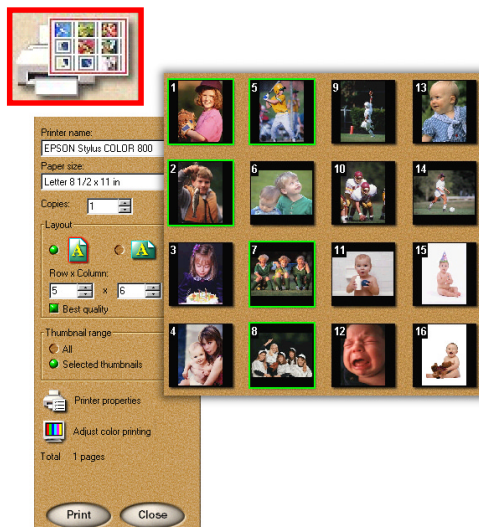 1
5
9
13
2
6
10
14
3
7
11
15
4
8
12
16
Printer name:
EPSON Stylus COLOR 800
Paper size:
Letter 8 1/2 x 11 in
Copies: 1
Layout
A A
Row x Column:
5 x 6
Best quality
Thumbnail range
All
Selected thumbnails
Printer properties
Adjust color printing
Total 1 pages
Print Close